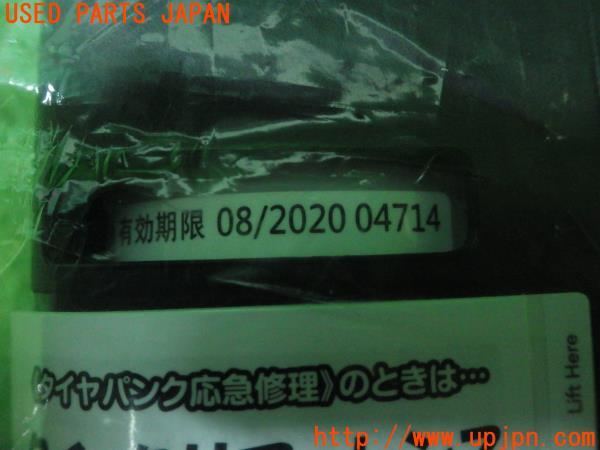 USED PARTS JAPAN
有効期限 08/2020 04714
《タイヤパンク応急修理》のときは…
Lift Here
http://www.upjpn.com/